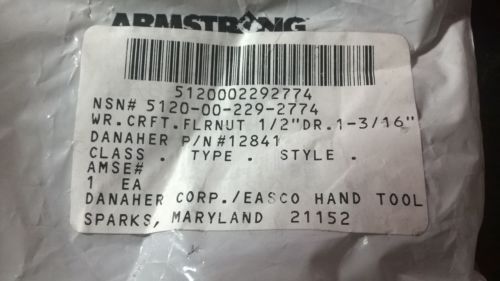 ARMSTRONG
5120002292774
NSN# 5120-00-229-2774
WR.CRFT.FLRNUT 1/2"DR.1-3/16"
DANAHER P/N#12841
CLASS . TYPE . STYLE .
AMSE#
1 EA
DANAHER CORP./EASCO HAND TOOL
SPARKS, MARYLAND 21152